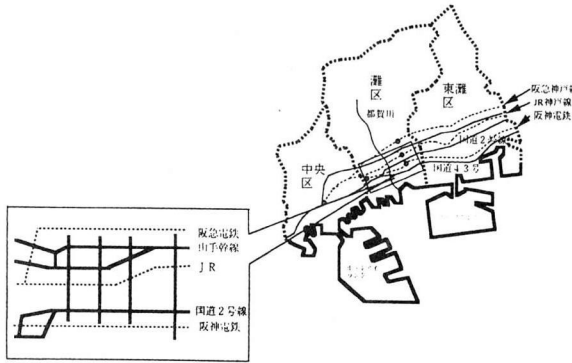 灘
区
東灘
区
都賀川
中央
区
阪急神戸線
JR神戸線
阪神電鉄
国道2号線
国道43号
阪急電鉄
山手幹線
JR
国道2号線
阪神電鉄